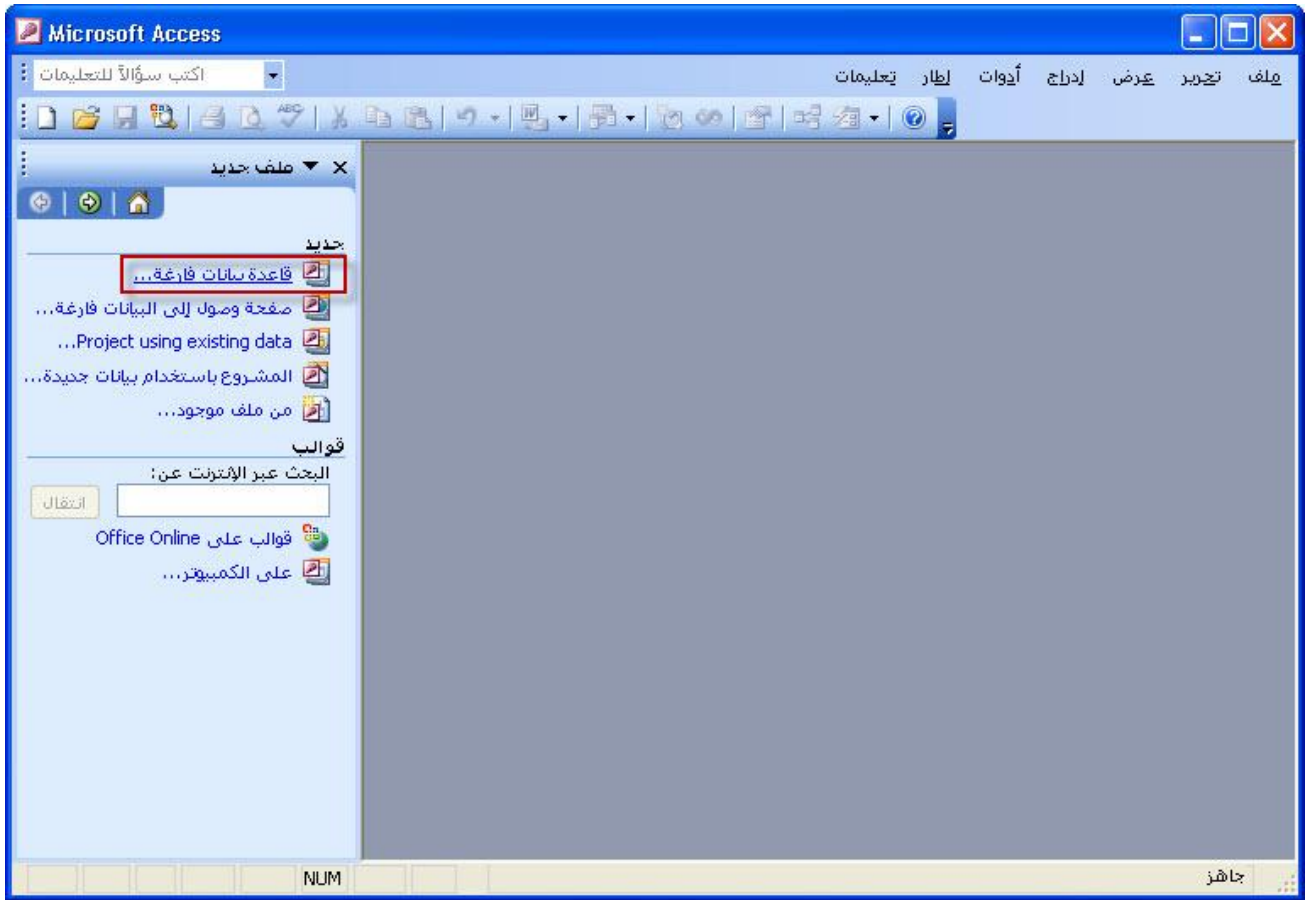 Microsoft Access
ملف تحرير عرض إدراج أدوات إطار تعليمات
اكتب سؤالاً للتعليمات
ملف جديد
جديد
قاعدة بيانات فارغة...
صفحة وصول إلى البيانات فارغة...
Project using existing data...
المشروع باستخدام بيانات جديدة...
من ملف موجود...
قوالب
البحث عبر الإنترنت عن:
انتقال
قوالب على Office Online
على الكمبيوتر...
جاهز
NUM